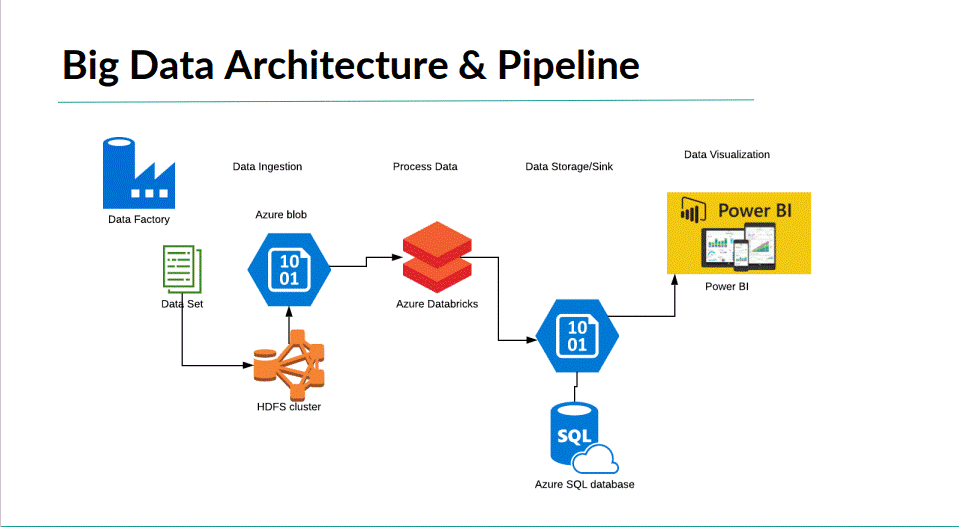 Big Data Architecture & Pipeline
Data Ingestion
Process Data
Data Storage/Sink
Data Visualization
Data Factory
Azure blob
10
01
Power BI
Power BI
Data Set
Azure Databricks
10
01
HDFS cluster
SQL
Azure SQL database